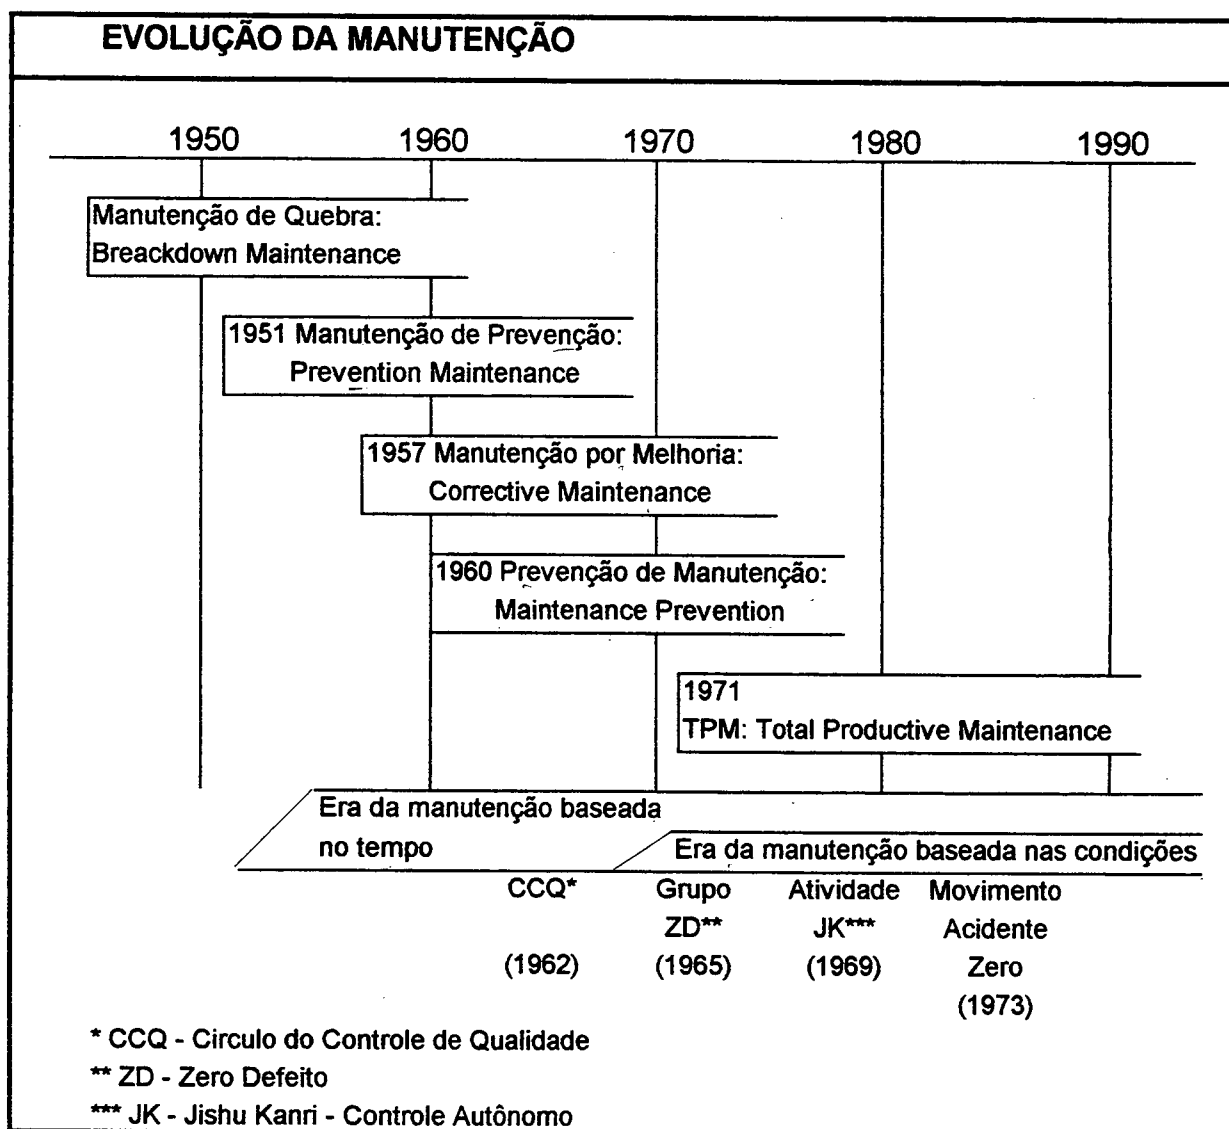 EVOLUÇÃO DA MANUTENÇÃO
1950 1960 1970 1980 1990
Manutenção de Quebra:
Breackdown Maintenance
1951 Manutenção de Prevenção:
Prevention Maintenance
1957 Manutenção por Melhoria:
Corrective Maintenance
1960 Prevenção de Manutenção:
Maintenance Prevention
1971
TPM: Total Productive Maintenance
Era da manutenção baseada
no tempo
Era da manutenção baseada nas condições
CCQ* Grupo Atividade Movimento
ZD** JK*** Acidente
(1962) (1965) (1969) Zero
(1973)
* CCQ - Circulo do Controle de Qualidade
** ZD - Zero Defeito
*** JK - Jishu Kanri - Controle Autônomo